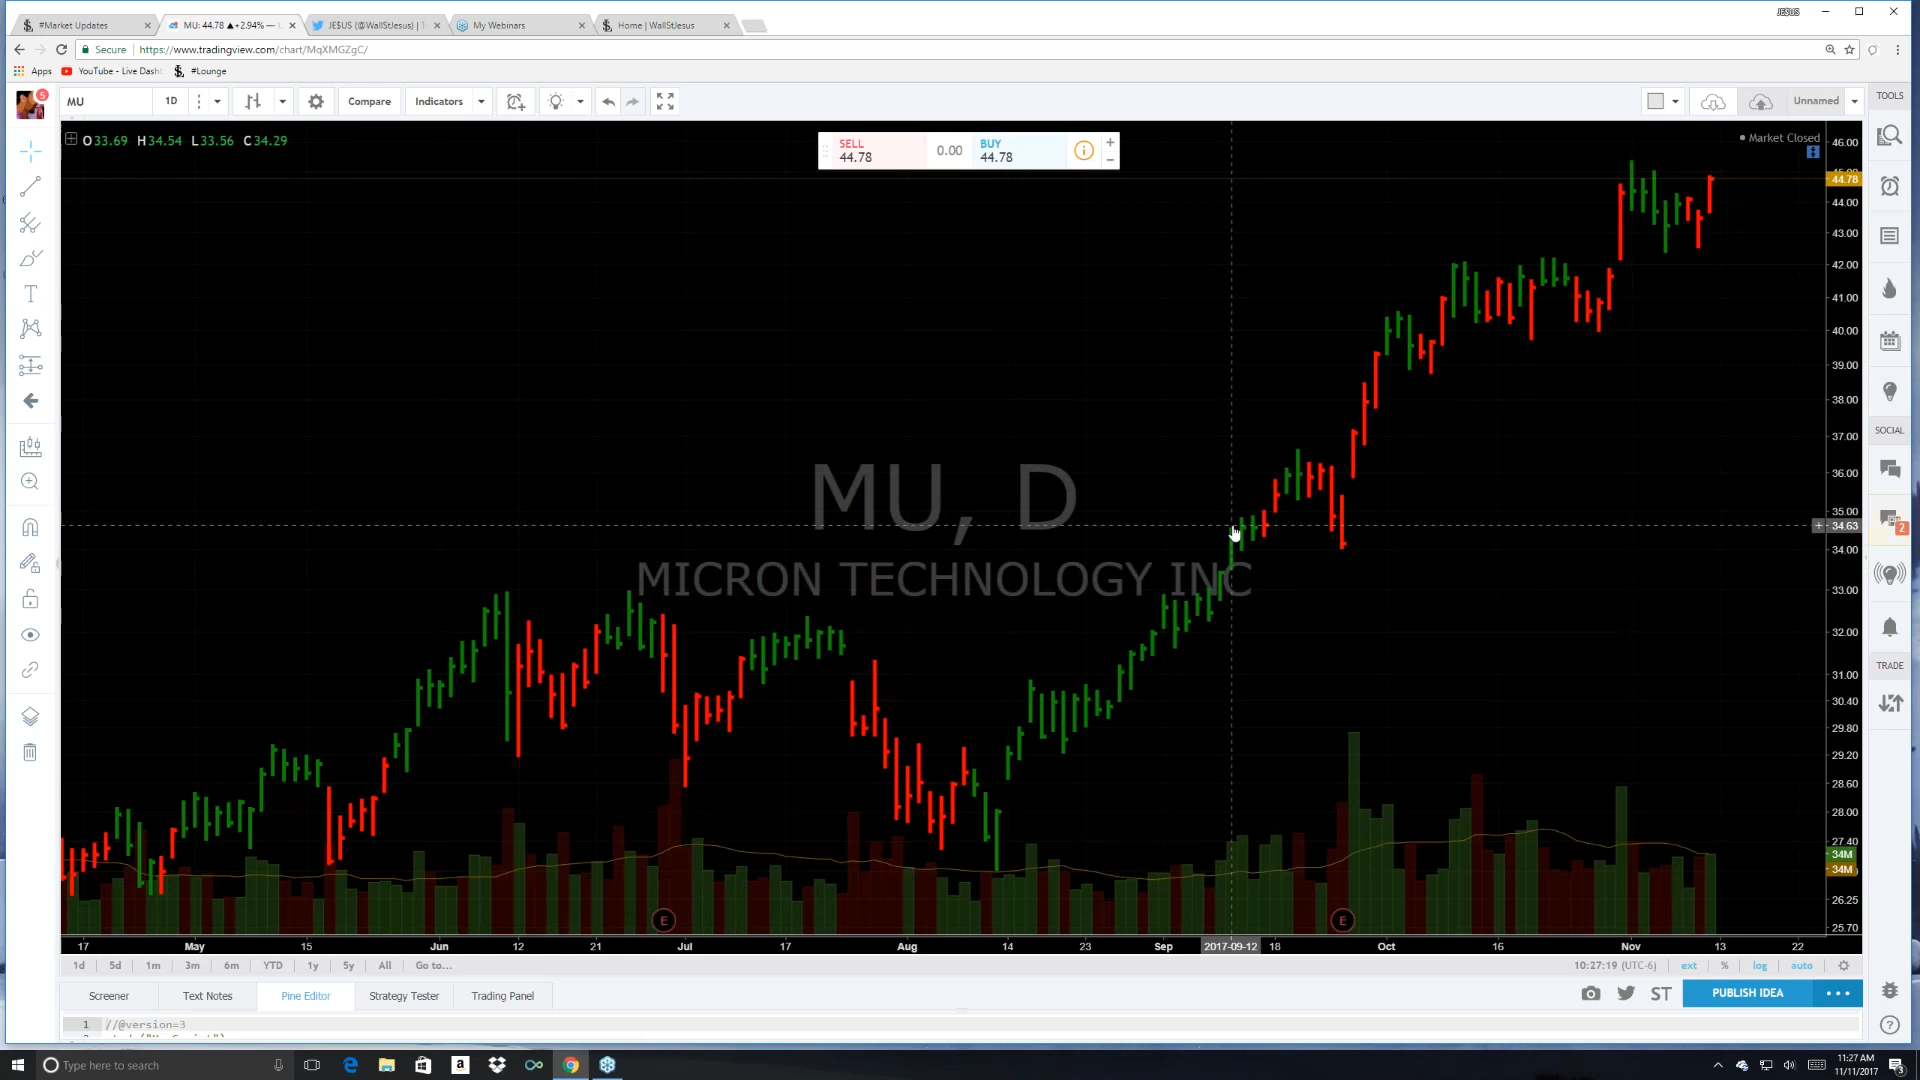 #Market Updates
MU: 44.78 ▲+2.94% —
JE$US (@WallStJesus) | T
My Webinars
Home | WallStJesus
JE$US
Secure
https://www.tradingview.com/chart/MqXMGZgC/
Apps
YouTube - Live Dash
#Lounge
5
MU
1D
Compare
Indicators
Unnamed
TOOLS
O33.69 H34.54 L33.56 C34.29
SELL
44.78
0.00
BUY
44.78
Market Closed
46.00
44.78
44.00
43.00
42.00
41.00
40.00
39.00
38.00
37.00
36.00
35.00
34.63
34.00
33.00
32.00
31.00
30.40
29.80
29.20
28.60
28.00
27.40
34M
34M
26.25
25.70
MU, D
MICRON TECHNOLOGY INC
SOCIAL
2
TRADE
E
E
17 May 15 Jun 12 21 Jul 17 Aug 14 23 Sep 2017-09-12 18 Oct 16 Nov 13 22
1d 5d 1m 3m 6m YTD 1y 5y All Go to...
10:27:19 (UTC-6) ext % log auto
Screener
Text Notes
Pine Editor
Strategy Tester
Trading Panel
ST
PUBLISH IDEA
1 //@version=3
Type here to search
11:27 AM
11/11/2017
3